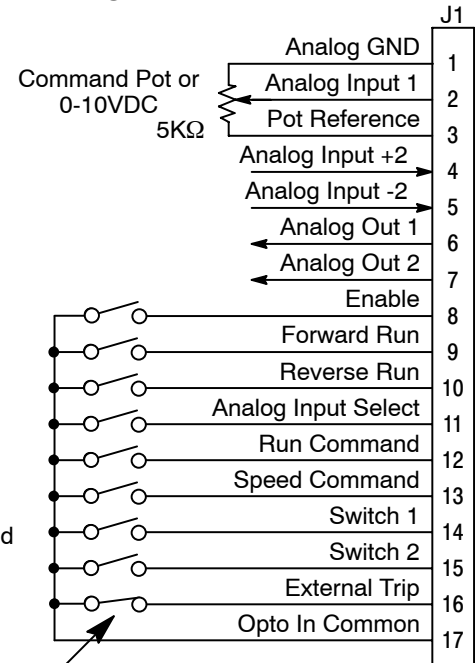 J1
Analog GND 1
Command Pot or
0-10VDC
5KΩ
Analog Input 1 2
Pot Reference 3
Analog Input +2 4
Analog Input -2 5
Analog Out 1 6
Analog Out 2 7
Enable 8
Forward Run 9
Reverse Run 10
Analog Input Select 11
Run Command 12
Speed Command 13
Switch 1 14
d
Switch 2 15
External Trip 16
Opto In Common 17